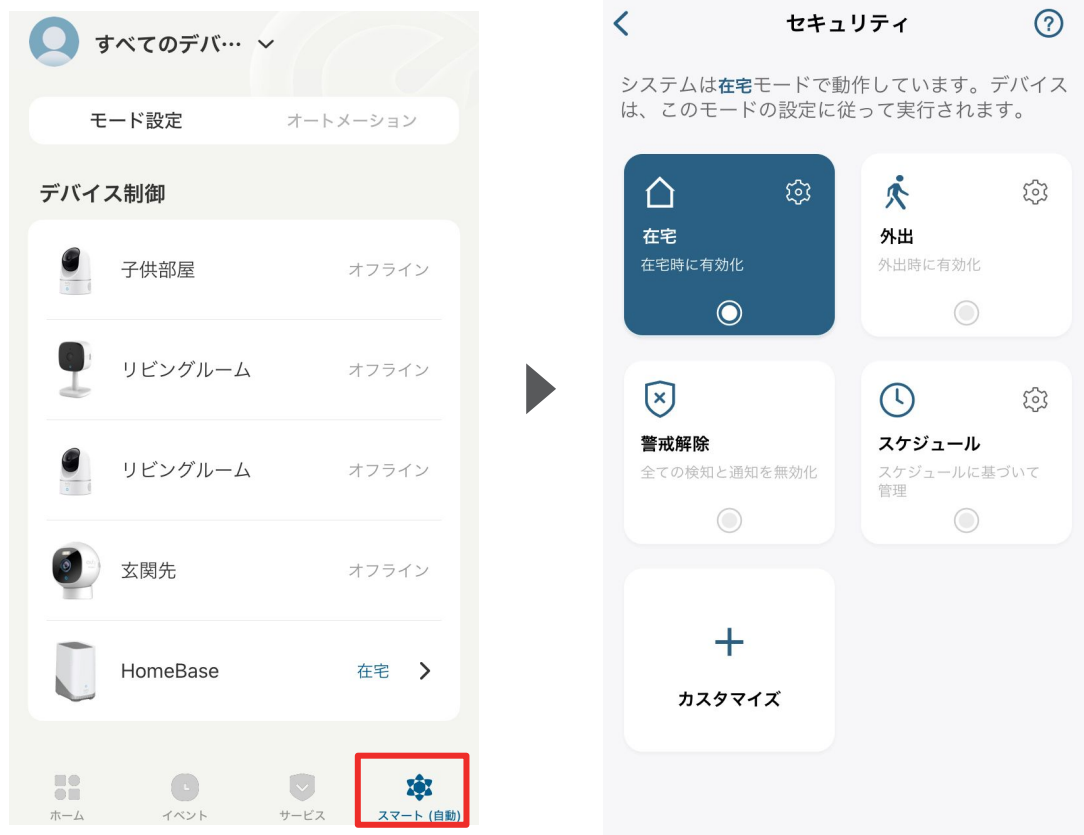 すべてのデバ…
モード設定
オートメーション
デバイス制御
子供部屋
オフライン
リビングルーム
オフライン
リビングルーム
オフライン
玄関先
オフライン
HomeBase
在宅
ホーム
イベント
サービス
スマート (自動)
セキュリティ
?
システムは在宅モードで動作しています。デバイス
は、このモードの設定に従って実行されます。
在宅
在宅時に有効化
外出
外出時に有効化
警戒解除
全ての検知と通知を無効化
スケジュール
スケジュールに基づいて
管理
カスタマイズ